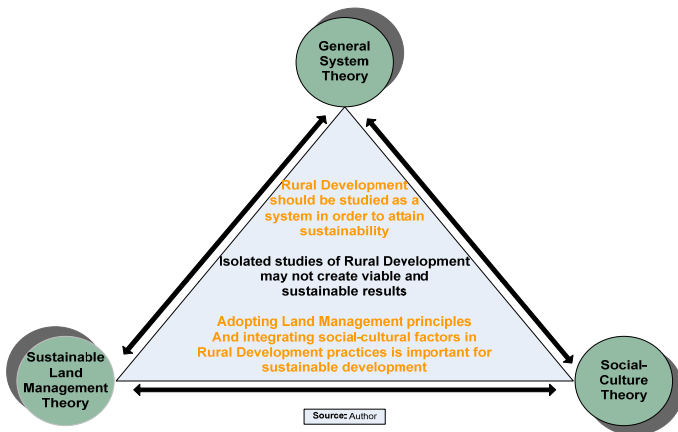 General
System
Theory
Rural Development
should be studied as a
system in order to attain
sustainability
Isolated studies of Rural Development
may not create viable and
sustainable results
Adopting Land Management principles
And integrating social-cultural factors in
Rural Development practices is important for
sustainable development
Sustainable
Land
Management
Theory
Social-
Culture
Theory
Source: Author